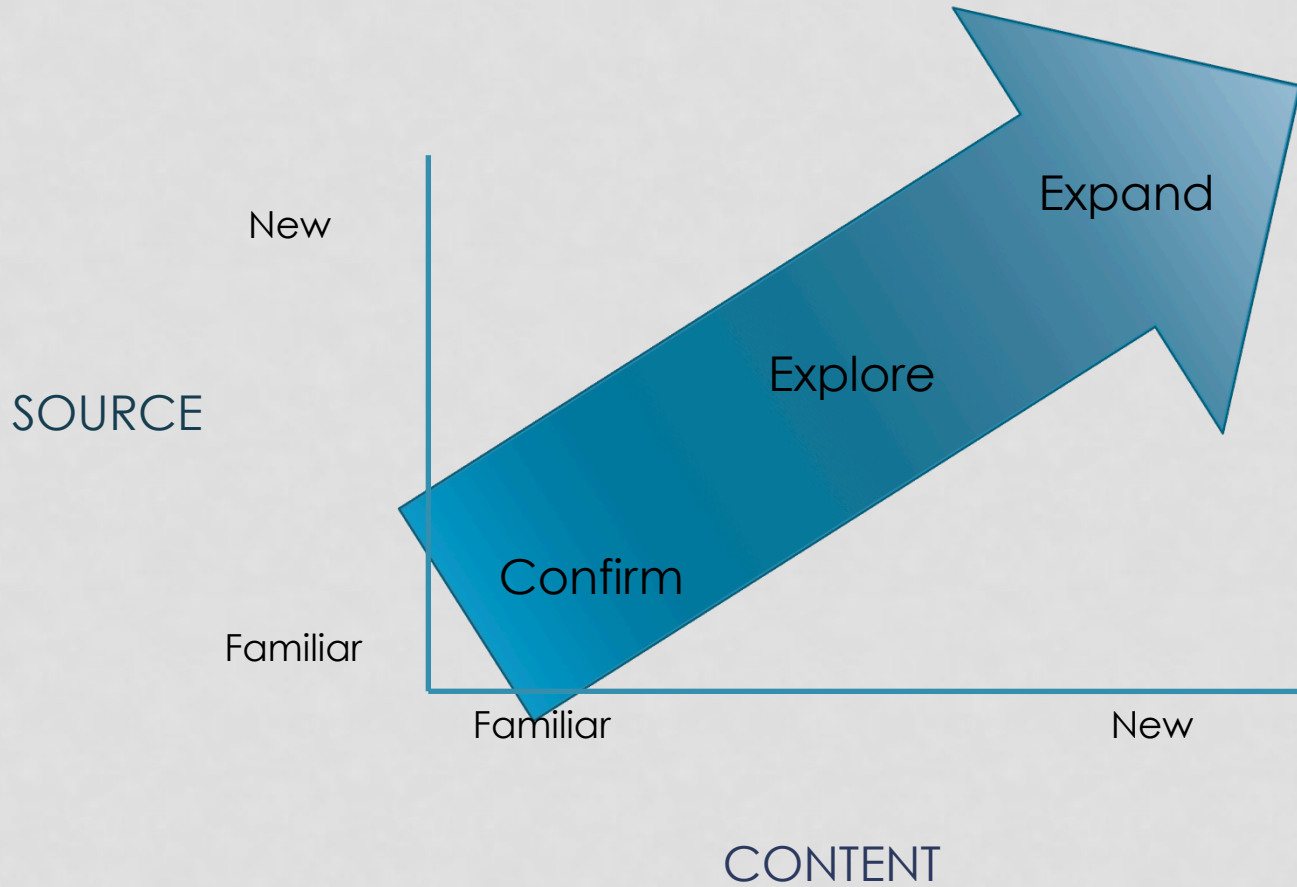 Expand
New
Explore
SOURCE
Confirm
Familiar
Familiar New
CONTENT